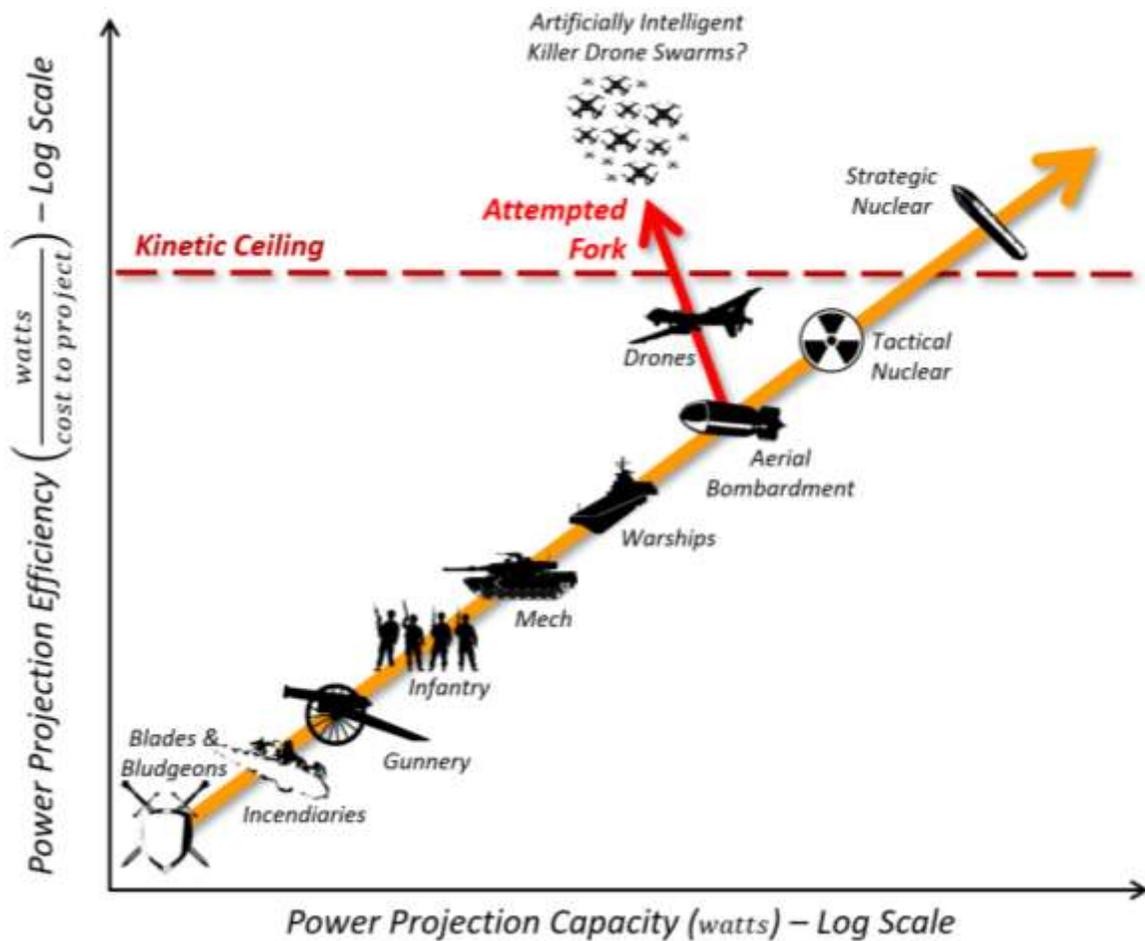 Artificially Intelligent
Killer Drone Swarms?
Strategic
Nuclear
Attempted
Fork
Kinetic Ceiling
Drones
Tactical
Nuclear
Aerial
Bombardment
Warships
Mech
Infantry
Blades &
Bludgeons
Gunnery
Incendiaries
Power Projection Efficiency (watts / cost to project) – Log Scale
Power Projection Capacity (watts) – Log Scale